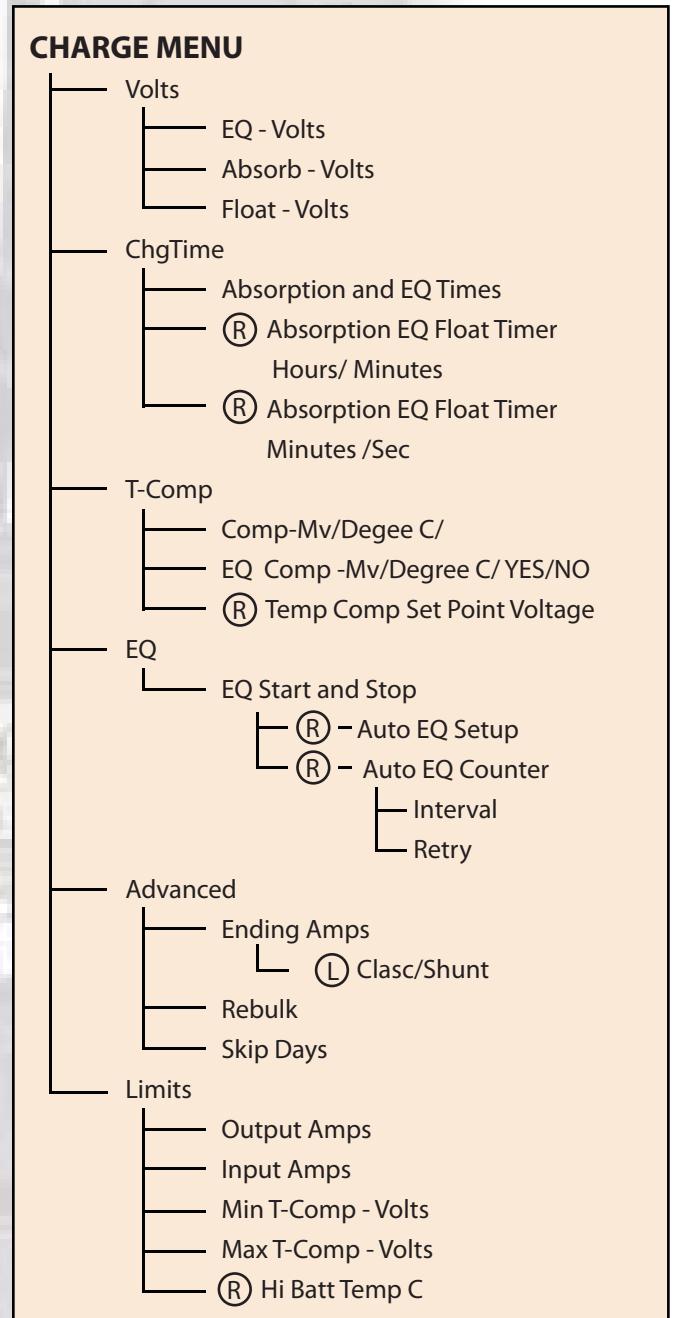 CHARGE MENU
Volts
EQ - Volts
Absorb - Volts
Float - Volts
ChgTime
Absorption and EQ Times
R Absorption EQ Float Timer
Hours/ Minutes
R Absorption EQ Float Timer
Minutes /Sec
T-Comp
Comp-Mv/Degee C/
EQ Comp -Mv/Degree C/ YES/NO
R Temp Comp Set Point Voltage
EQ
EQ Start and Stop
R - Auto EQ Setup
R - Auto EQ Counter
Interval
Retry
Advanced
Ending Amps
L Clasc/Shunt
Rebulk
Skip Days
Limits
Output Amps
Input Amps
Min T-Comp - Volts
Max T-Comp - Volts
R Hi Batt Temp C